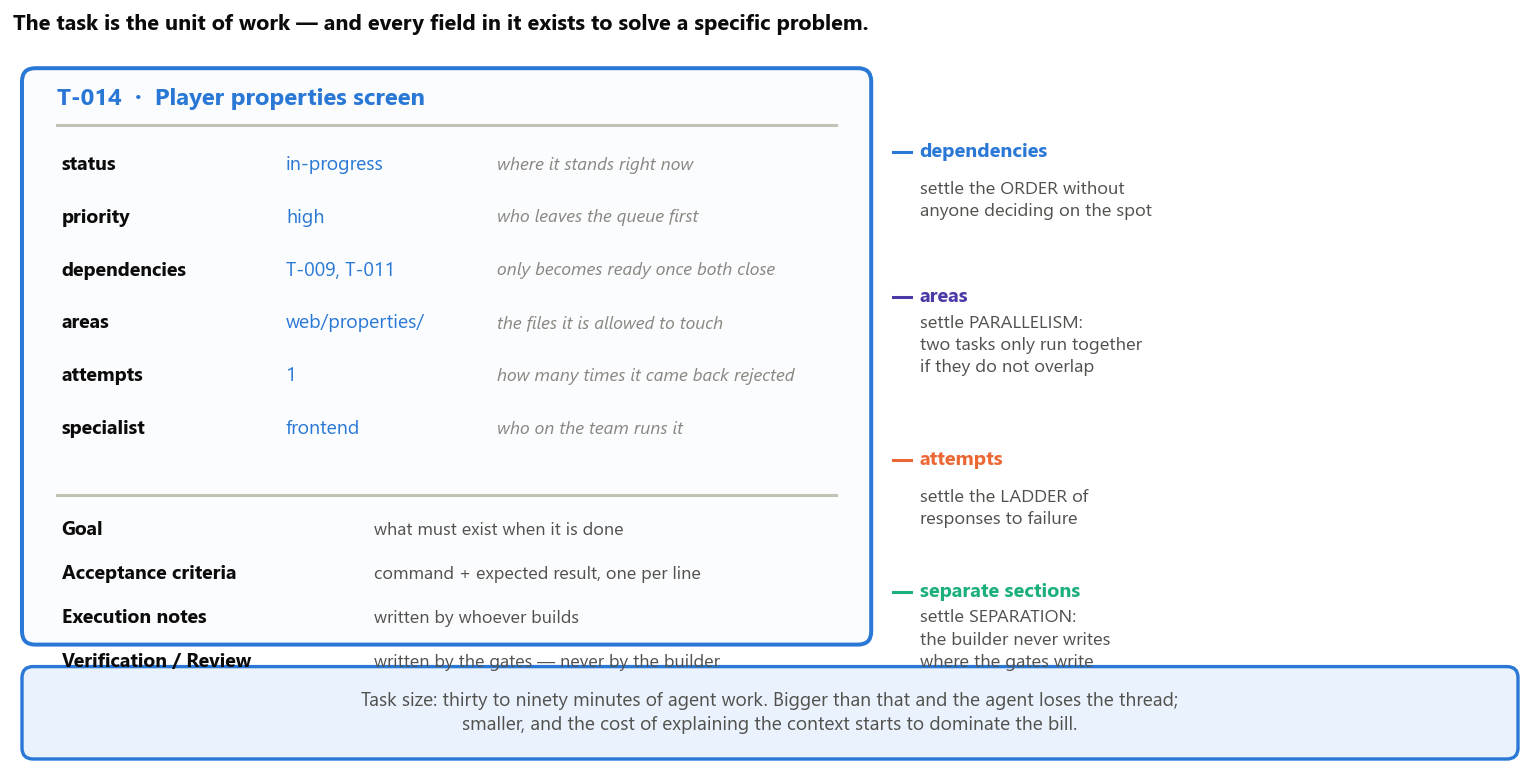 The task is the unit of work — and every field in it exists to solve a specific problem.
T-014 · Player properties screen
status in-progress where it stands right now
priority high who leaves the queue first
dependencies T-009, T-011 only becomes ready once both close
areas web/properties/ the files it is allowed to touch
attempts 1 how many times it came back rejected
specialist frontend who on the team runs it
Goal what must exist when it is done
Acceptance criteria command + expected result, one per line
Execution notes written by whoever builds
Verification / Review written by the gates — never by the builder
dependencies
settle the ORDER without
anyone deciding on the spot
areas
settle PARALLELISM:
two tasks only run together
if they do not overlap
attempts
settle the LADDER of
responses to failure
separate sections
settle SEPARATION:
the builder never writes
where the gates write
Task size: thirty to ninety minutes of agent work. Bigger than that and the agent loses the thread;
smaller, and the cost of explaining the context starts to dominate the bill.